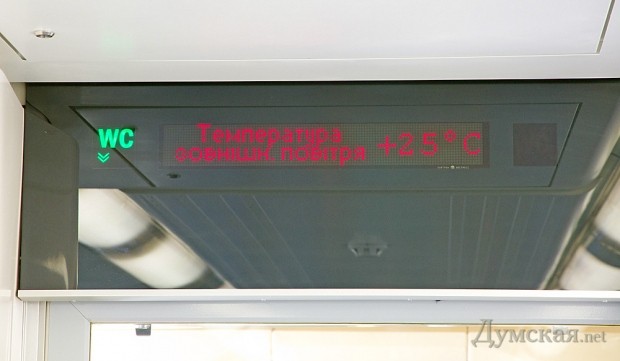 WC
Температура
зовнішн. повітря +25°C
Думская.net